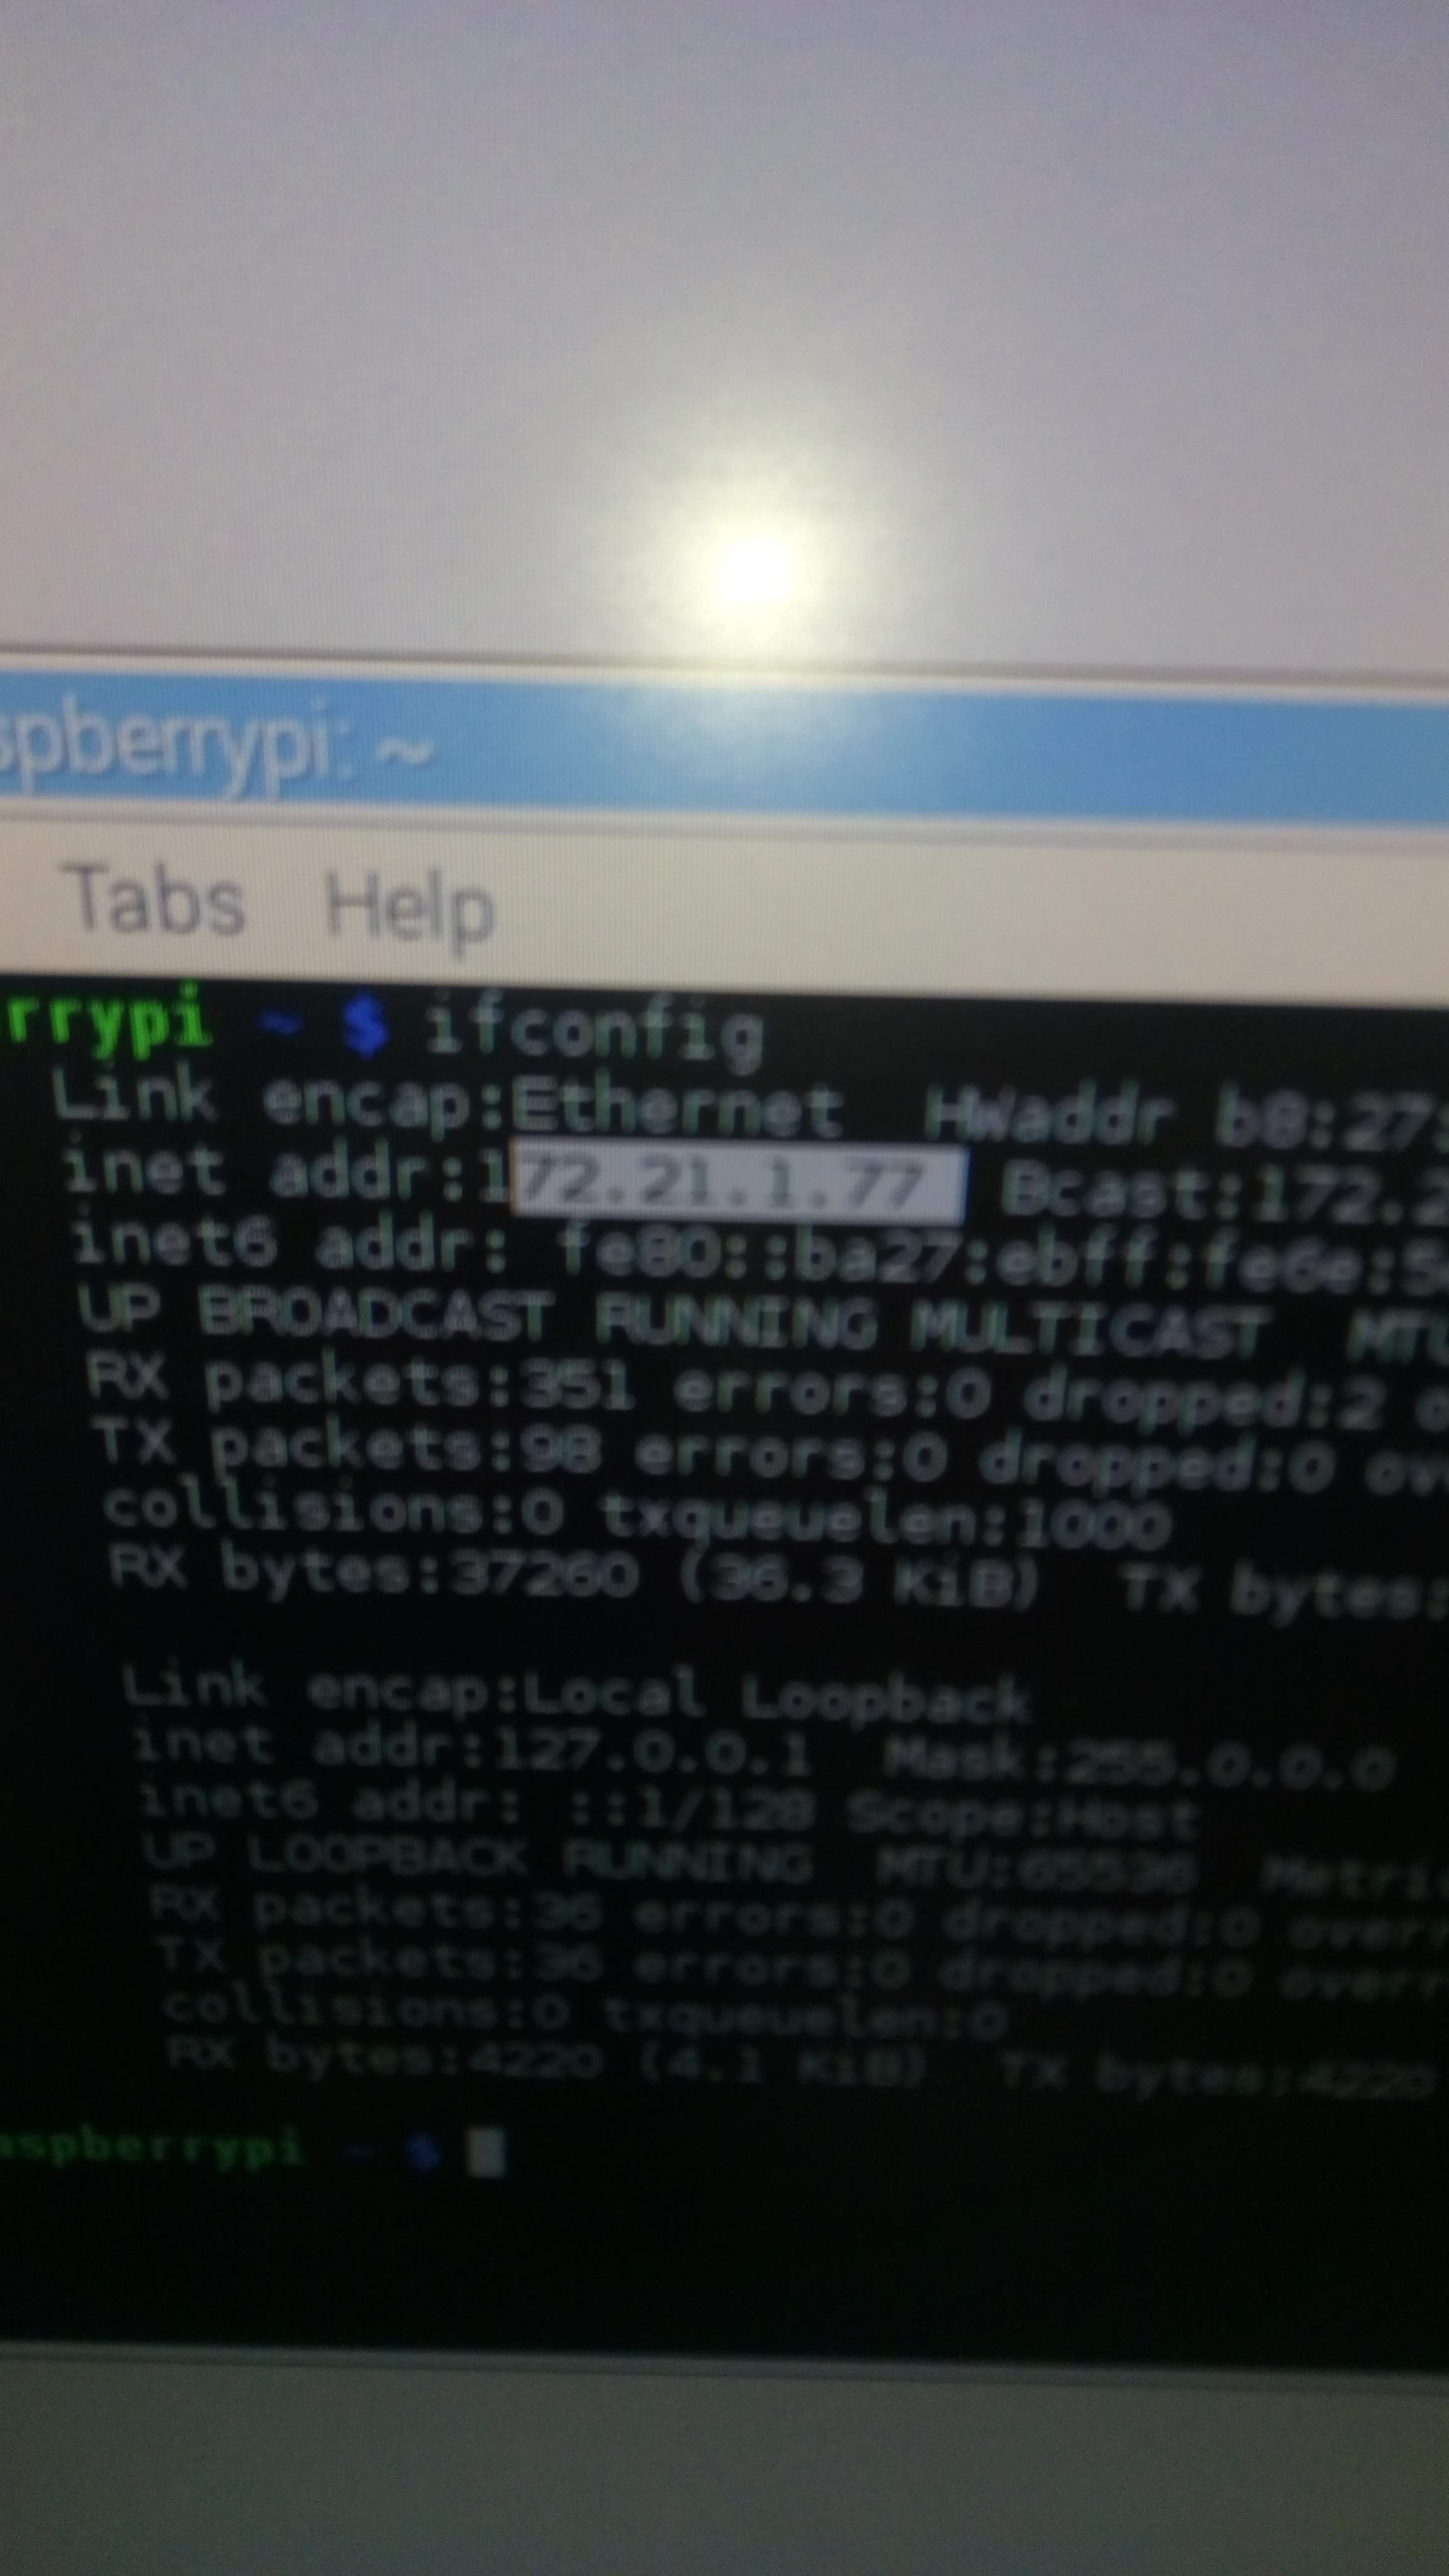 spberrypi: ~
Tabs Help
rrypi ~ $ ifconfig
Link encap:Ethernet HWaddr b8:27:
inet addr:172.21.1.77 Bcast:172.2
inet6 addr: fe80::ba27:ebff:fe6e:5
UP BROADCAST RUNNING MULTICAST MTU
RX packets:351 errors:0 dropped:2 o
TX packets:98 errors:0 dropped:0 ov
collisions:0 txqueuelen:1000
RX bytes:37260 (36.3 KiB) TX bytes:
Link encap:Local Loopback
inet addr:127.0.0.1 Mask:255.0.0.0
inet6 addr: ::1/128 Scope:Host
UP LOOPBACK RUNNING MTU:65536 Metri
RX packets:36 errors:0 dropped:0 overr
TX packets:36 errors:0 dropped:0 overr
collisions:0 txqueuelen:0
RX bytes:4220 (4.1 KiB) TX bytes:4220
aspberrypi ~ $